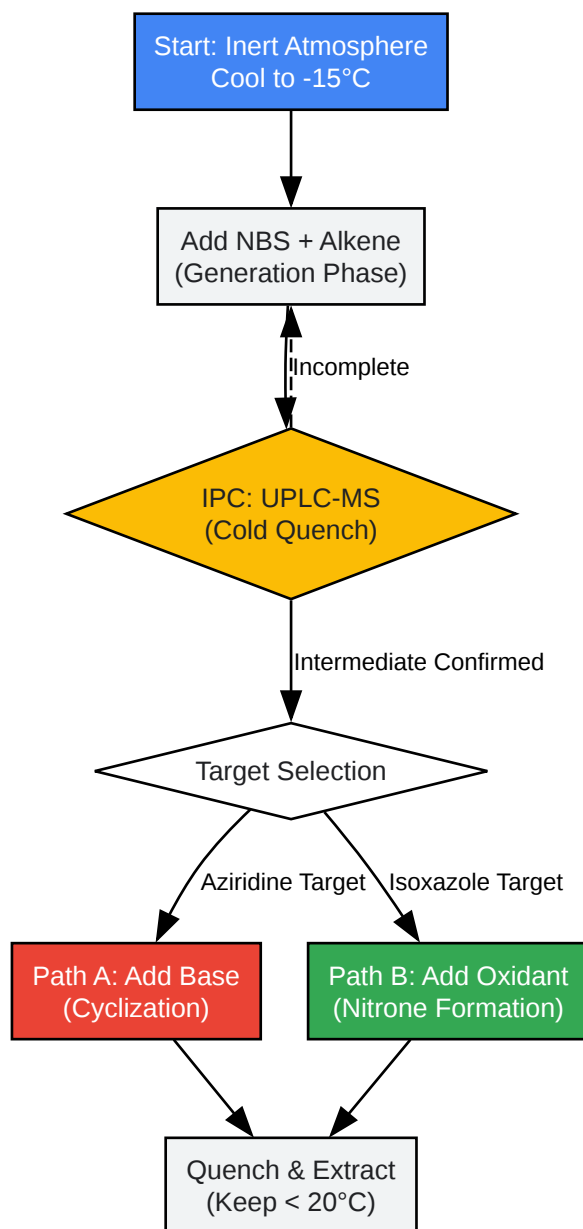 Start: Inert Atmosphere
Cool to -15°C
Add NBS + Alkene
(Generation Phase)
Incomplete
IPC: UPLC-MS
(Cold Quench)
Intermediate Confirmed
Target Selection
Aziridine Target
Isoxazole Target
Path A: Add Base
(Cyclization)
Path B: Add Oxidant
(Nitrone Formation)
Quench & Extract
(Keep < 20°C)